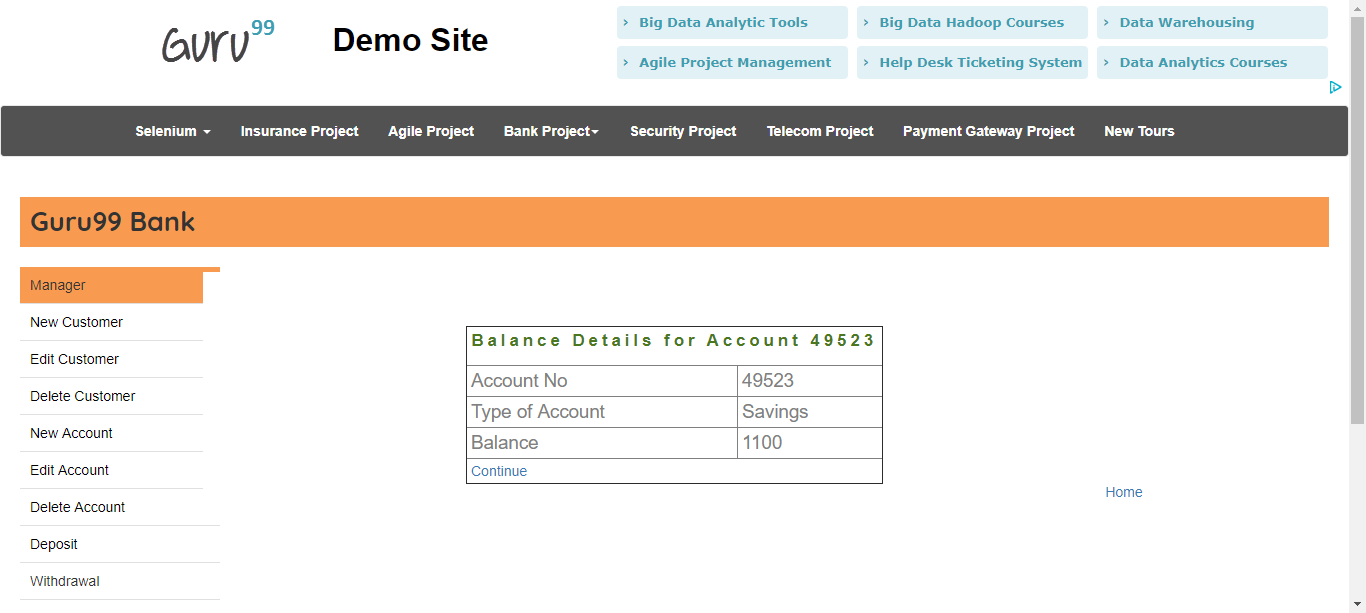 Guru99
Demo Site
› Big Data Analytic Tools
› Big Data Hadoop Courses
› Data Warehousing
› Agile Project Management
› Help Desk Ticketing System
› Data Analytics Courses
Selenium Insurance Project Agile Project Bank Project Security Project Telecom Project Payment Gateway Project New Tours
Guru99 Bank
Manager
New Customer
Edit Customer
Delete Customer
New Account
Edit Account
Delete Account
Deposit
Withdrawal
Balance Details for Account 49523
Account No 49523
Type of Account Savings
Balance 1100
Continue
Home